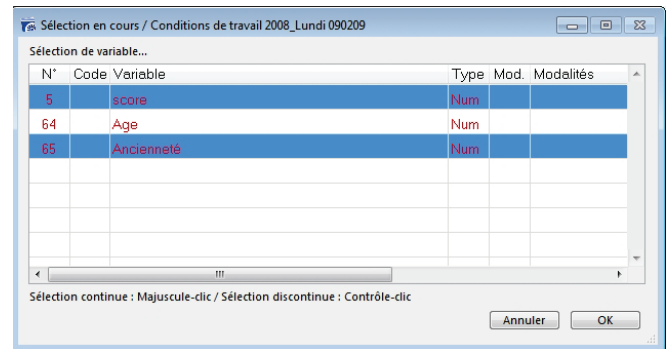 Sélection en cours / Conditions de travail 2008_Lundi 090209
Sélection de variable...
N° Code Variable Type Mod. Modalités
5 score Num
64 Age Num
65 Ancienneté Num
Sélection continue : Majuscule-clic / Sélection discontinue : Contrôle-clic
Annuler OK